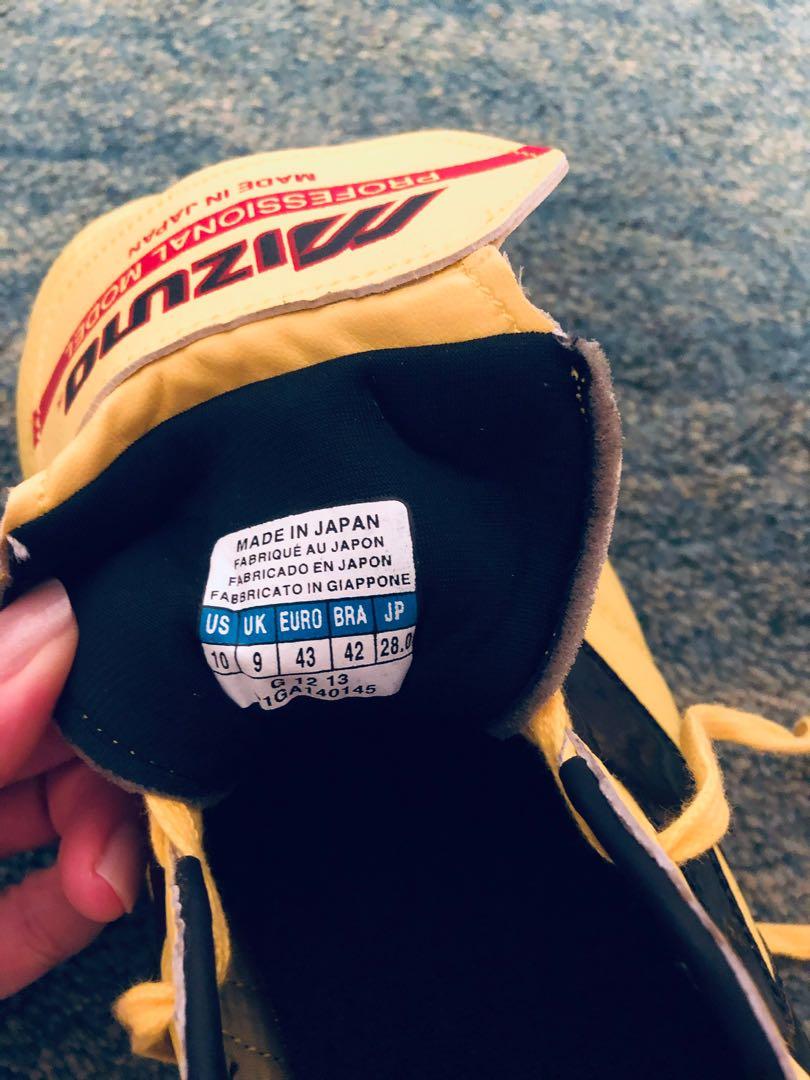 MADE IN JAPAN
PROFESSIONAL MODEL
MIZUNO
MADE IN JAPAN
FABRIQUÉ AU JAPON
FABRICADO EN JAPON
FABBRICATO IN GIAPPONE
US UK EURO BRA JP
10 9 43 42 28.0
G 12 13
1GA140145